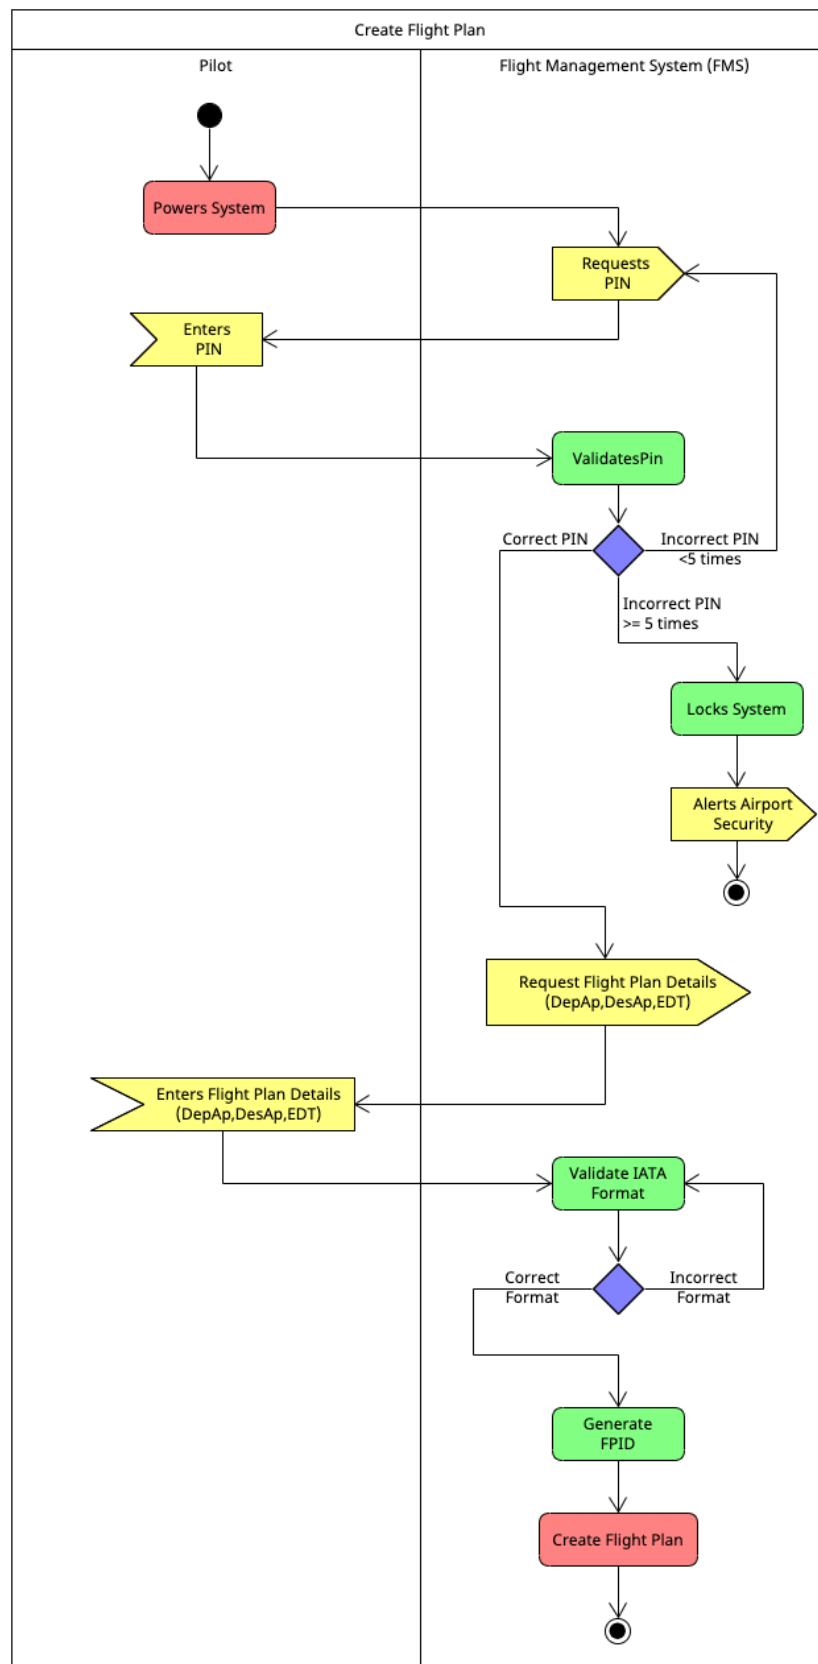 Create Flight Plan
Pilot
Flight Management System (FMS)
Powers System
Requests
PIN
Enters
PIN
ValidatesPin
Correct PIN
Incorrect PIN
<5 times
Incorrect PIN
>= 5 times
Locks System
Alerts Airport
Security
Request Flight Plan Details
(DepAp,DesAp,EDT)
Enters Flight Plan Details
(DepAp,DesAp,EDT)
Validate IATA
Format
Correct
Format
Incorrect
Format
Generate
FPID
Create Flight Plan